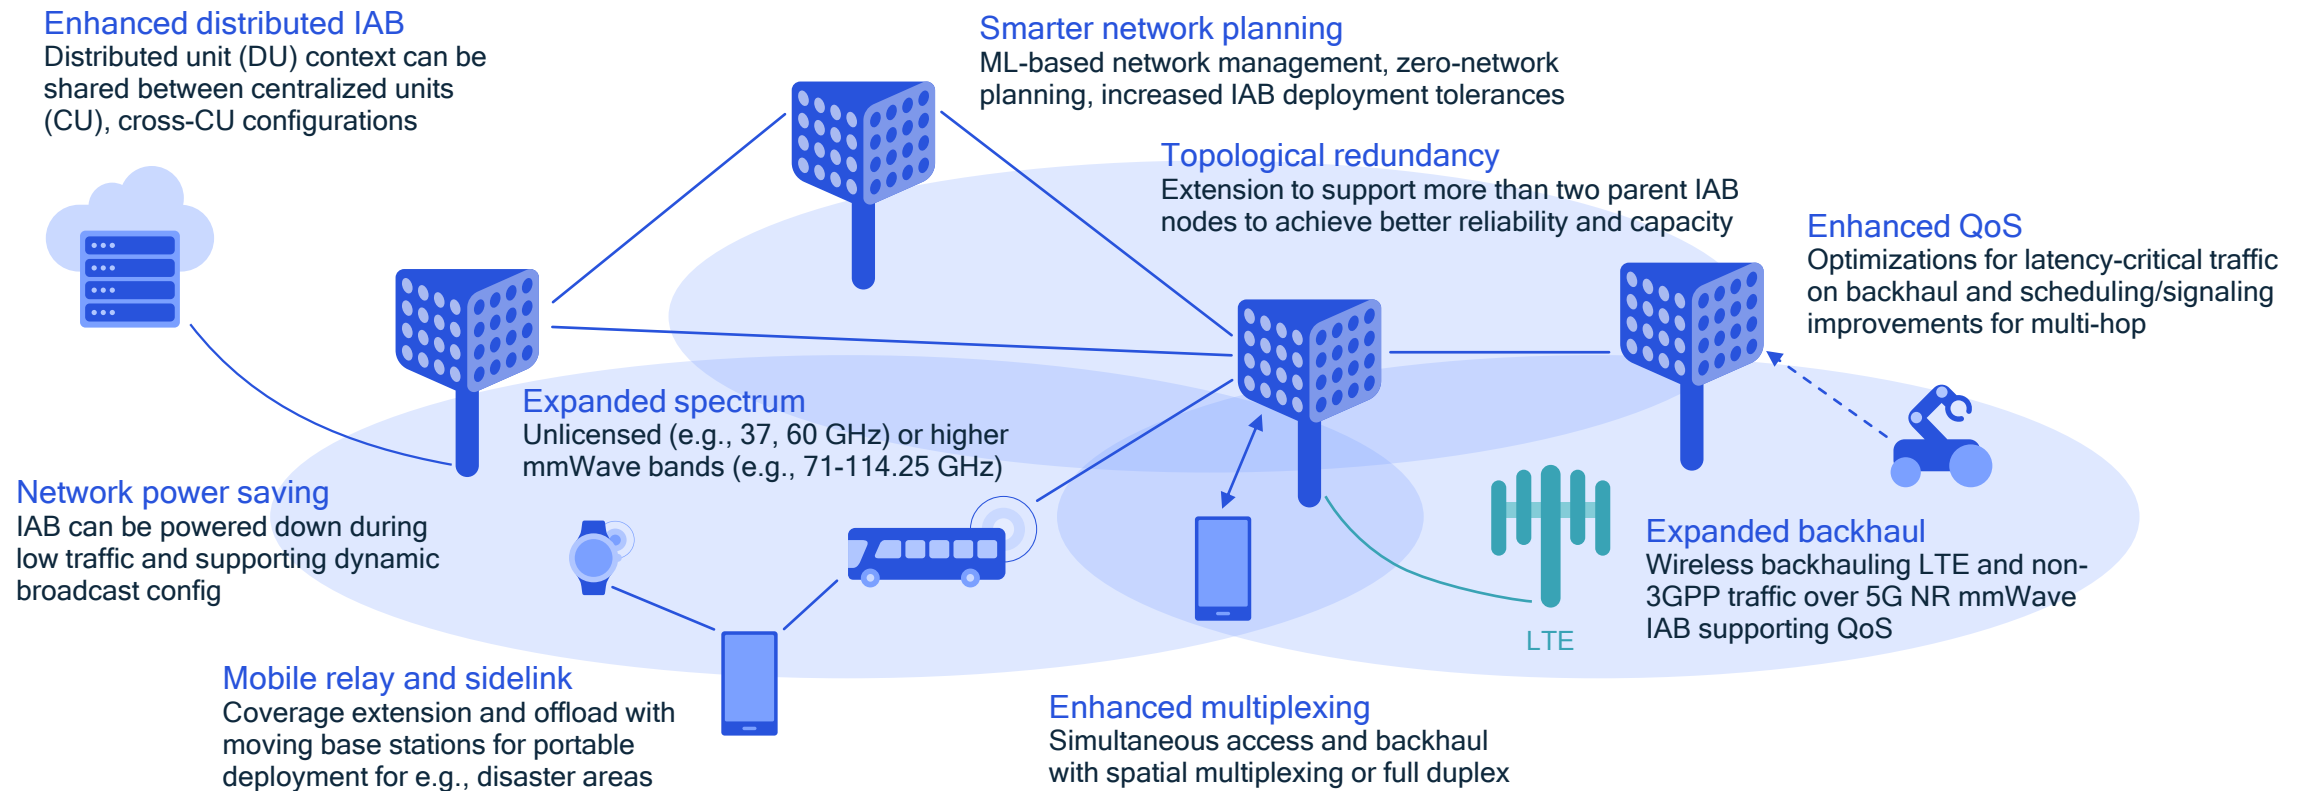 Enhanced distributed IAB
Distributed unit (DU) context can be
shared between centralized units
(CU), cross-CU configurations
Smarter network planning
ML-based network management, zero-network
planning, increased IAB deployment tolerances
Topological redundancy
Extension to support more than two parent IAB
nodes to achieve better reliability and capacity
Enhanced QoS
Optimizations for latency-critical traffic
on backhaul and scheduling/signaling
improvements for multi-hop
Expanded spectrum
Unlicensed (e.g., 37, 60 GHz) or higher
mmWave bands (e.g., 71-114.25 GHz)
Network power saving
IAB can be powered down during
low traffic and supporting dynamic
broadcast config
Expanded backhaul
Wireless backhauling LTE and non-
3GPP traffic over 5G NR mmWave
IAB supporting QoS
LTE
Mobile relay and sidelink
Coverage extension and offload with
moving base stations for portable
deployment for e.g., disaster areas
Enhanced multiplexing
Simultaneous access and backhaul
with spatial multiplexing or full duplex